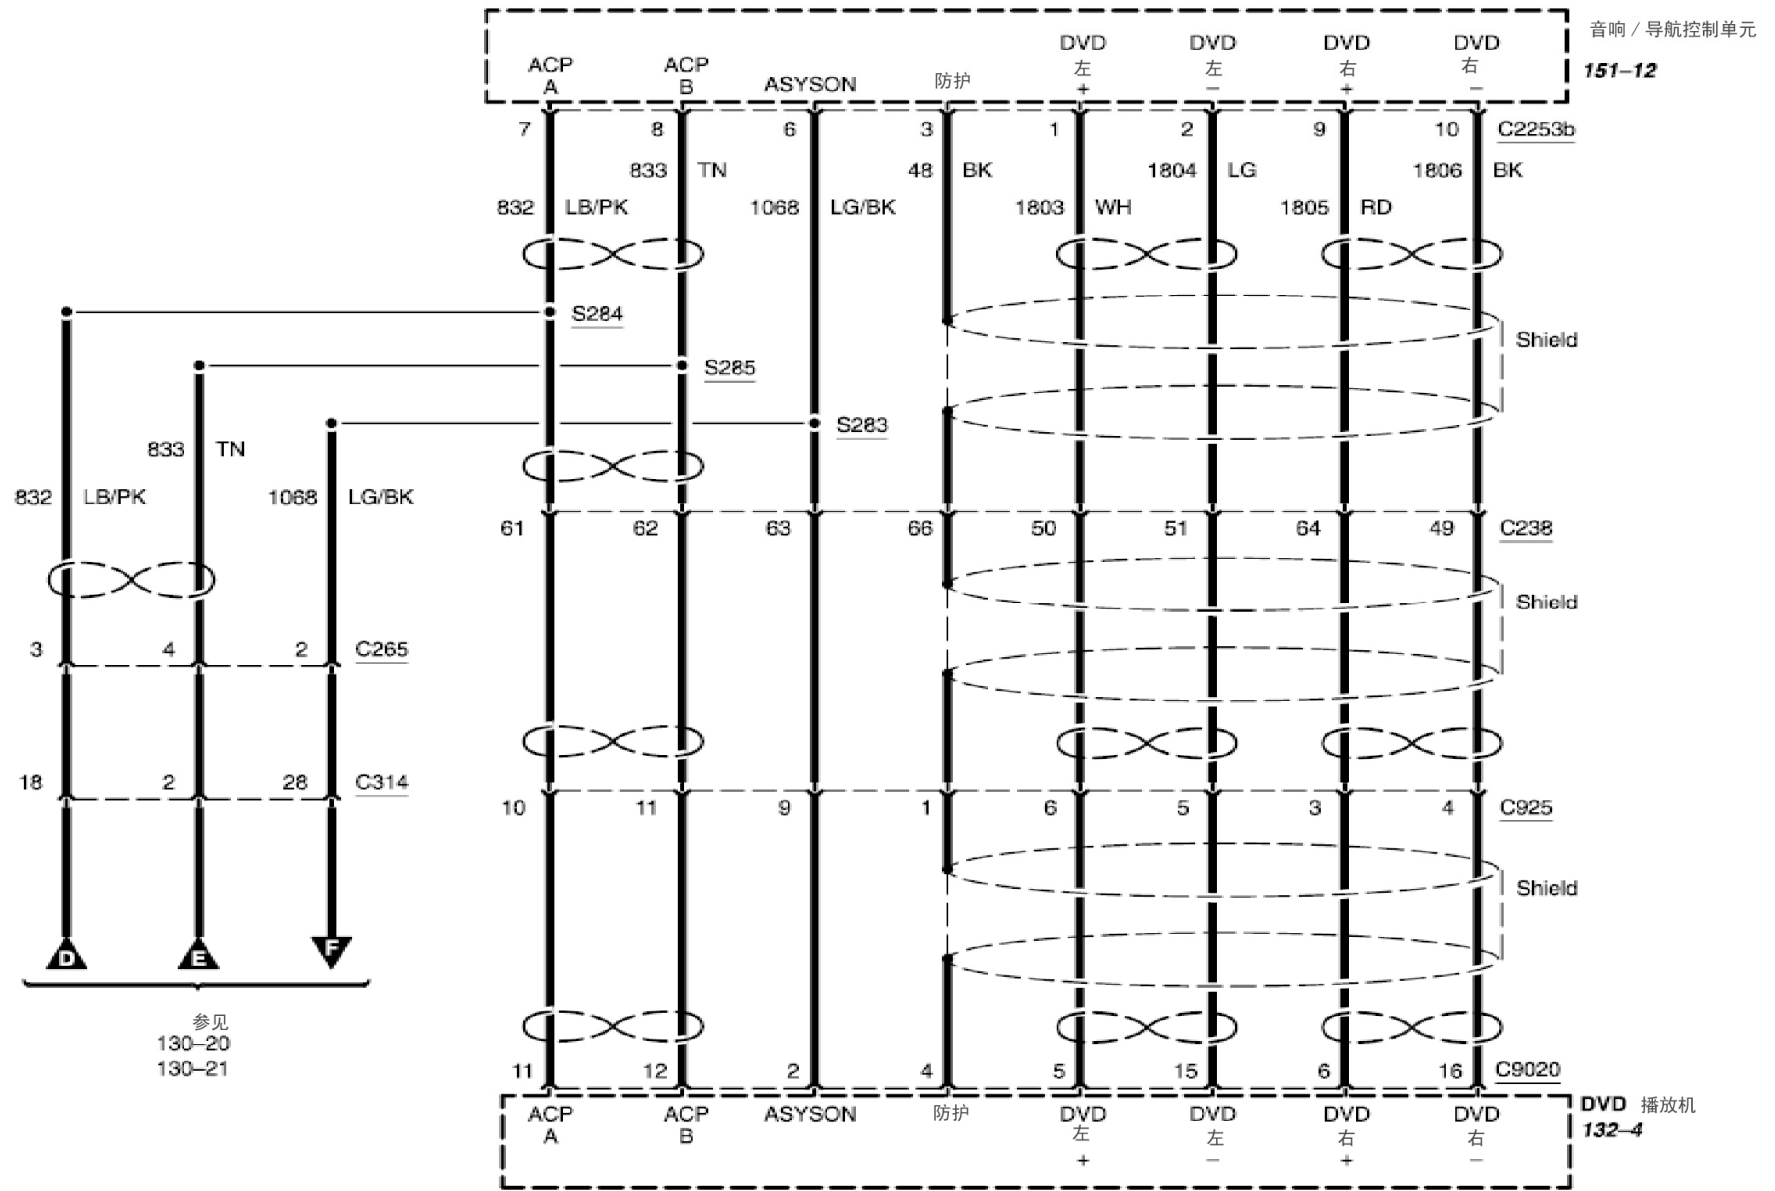 音响 / 导航控制单元
151–12
DVD DVD DVD DVD
左 左 右 右
ACP ACP
A B ASYSON 防护 + – + –
7 8 6 3 1 2 9 10 C2253b
833 TN 48 BK 1804 LG 1806 BK
832 LB/PK 1068 LG/BK 1803 WH 1805 RD
S284
Shield
S285
S283
833 TN
832 LB/PK 1068 LG/BK
61 62 63 66 50 51 64 49 C238
Shield
3 4 2 C265
18 2 28 C314
10 11 9 1 6 5 3 4 C925
Shield
D E F
参见
130–20
130–21
11 12 2 4 5 15 6 16 C9020
ACP ACP ASYSON 防护 DVD DVD DVD DVD
A B 左 左 右 右
+ – + –
DVD 播放机
132–4